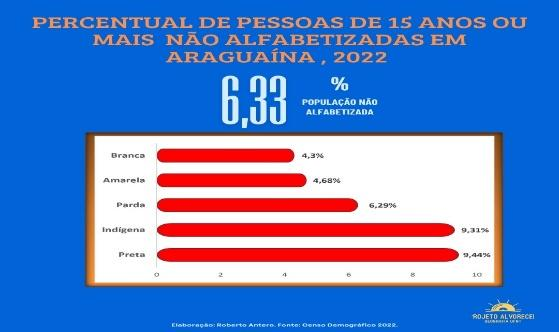 PERCENTUAL DE PESSOAS DE 15 ANOS OU
MAIS NÃO ALFABETIZADAS EM
ARAGUAÍNA , 2022
6,33 %
POPULAÇÃO NÃO
ALFABETIZADA
Branca 4,3%
Amarela 4,68%
Parda 6,29%
Indígena 9,31%
Preta 9,44%
0 2 4 6 8 10
ROJETO ALVORECE
Elaboração: Roberto Antero. Fonte: Censo Demográfico 2022.